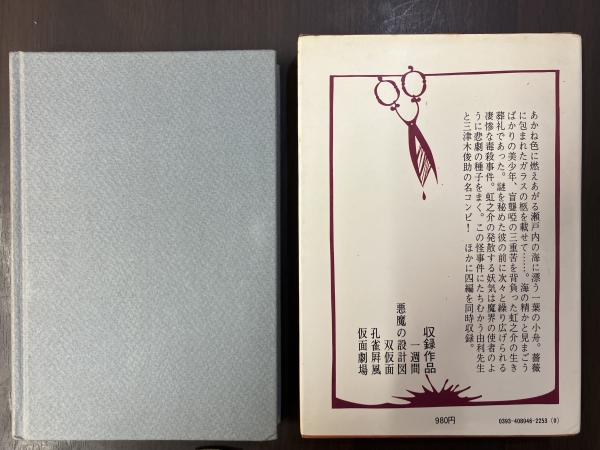 あかね色に燃えあがる瀬戸内の海に漂う一葉の小舟。薔薇
に包まれたガラスの柩を載せて……。海の精かと見まごう
ばかりの美少年、盲聾唖の三重苦を背負った虹之介の生き
葬礼であった。謎を秘めた彼の前に次々と繰り広げられる
凄惨な毒殺事件。虹之介の発散する妖気は魔界の使者のよ
うに悲劇の種子をまく。この怪事件にたちむかう由利先生
と三津木俊助の名コンビ! ほかに四編を同時収録。
収録作品
一週間
悪魔の設計図
双仮面
孔雀屛風
仮面劇場
980円
0393-408046-2253(0)